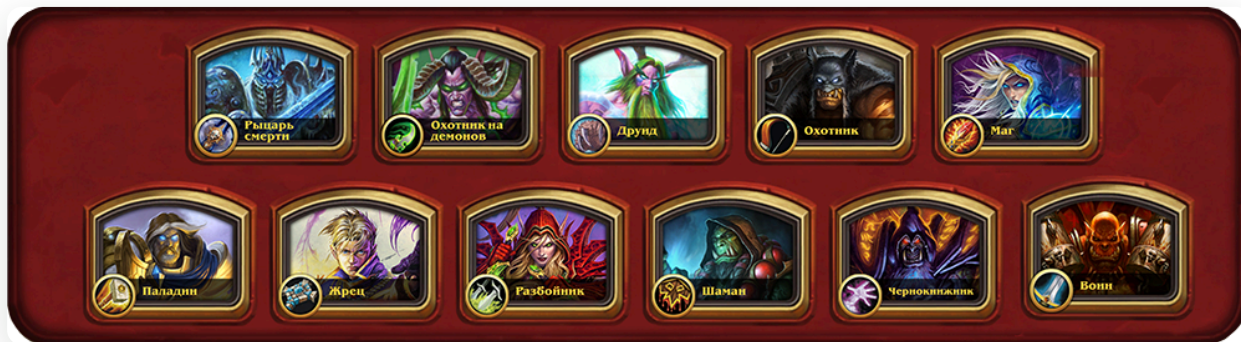 Рыцарь
смерти
Охотник на
демонов
Друид
Охотник
Маг
Паладин
Жрец
Разбойник
Шаман
Чернокнижник
Воин